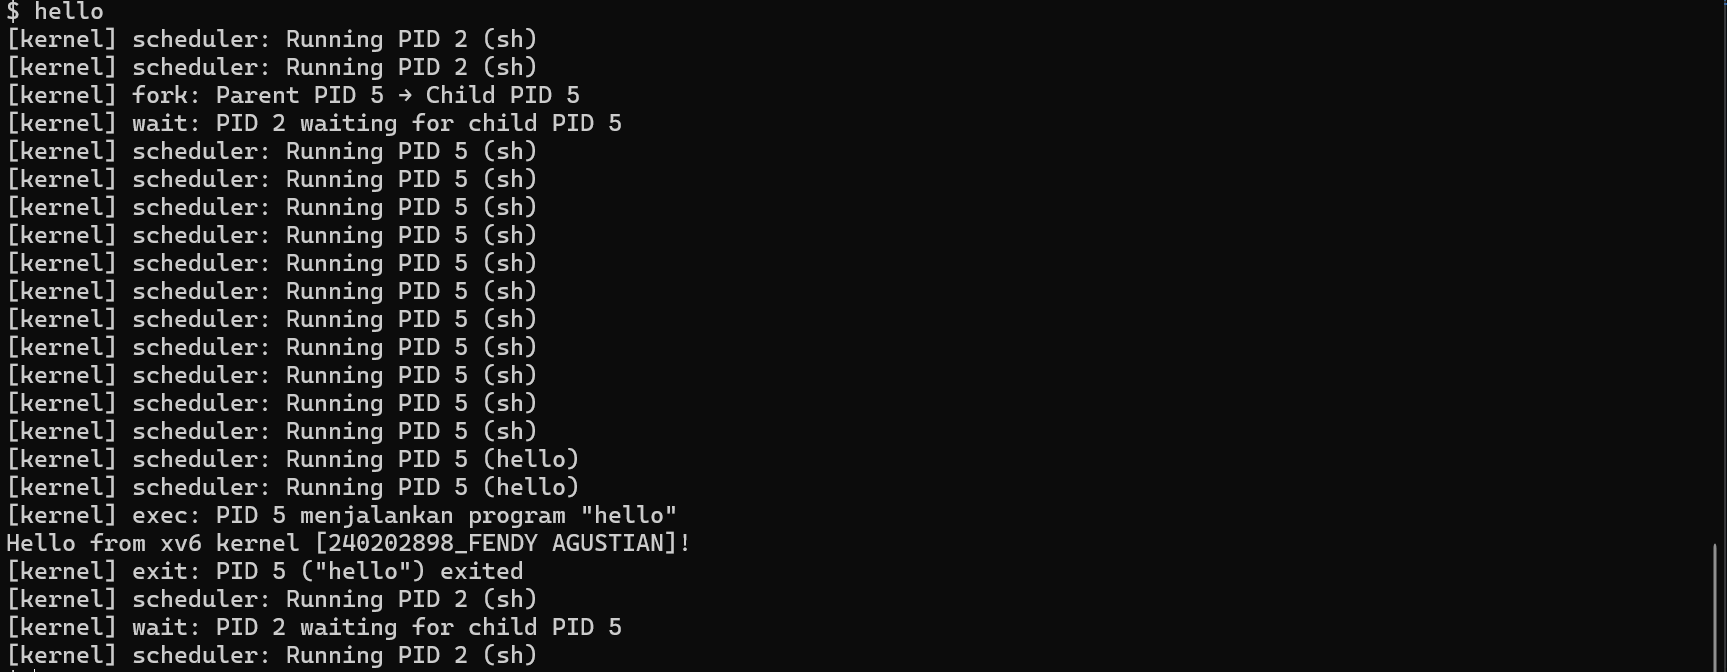 $ hello
[kernel] scheduler: Running PID 2 (sh)
[kernel] scheduler: Running PID 2 (sh)
[kernel] fork: Parent PID 5 → Child PID 5
[kernel] wait: PID 2 waiting for child PID 5
[kernel] scheduler: Running PID 5 (sh)
[kernel] scheduler: Running PID 5 (sh)
[kernel] scheduler: Running PID 5 (sh)
[kernel] scheduler: Running PID 5 (sh)
[kernel] scheduler: Running PID 5 (sh)
[kernel] scheduler: Running PID 5 (sh)
[kernel] scheduler: Running PID 5 (sh)
[kernel] scheduler: Running PID 5 (sh)
[kernel] scheduler: Running PID 5 (sh)
[kernel] scheduler: Running PID 5 (sh)
[kernel] scheduler: Running PID 5 (sh)
[kernel] scheduler: Running PID 5 (hello)
[kernel] scheduler: Running PID 5 (hello)
[kernel] exec: PID 5 menjalankan program "hello"
Hello from xv6 kernel [240202898_FENDY AGUSTIAN]!
[kernel] exit: PID 5 ("hello") exited
[kernel] scheduler: Running PID 2 (sh)
[kernel] wait: PID 2 waiting for child PID 5
[kernel] scheduler: Running PID 2 (sh)